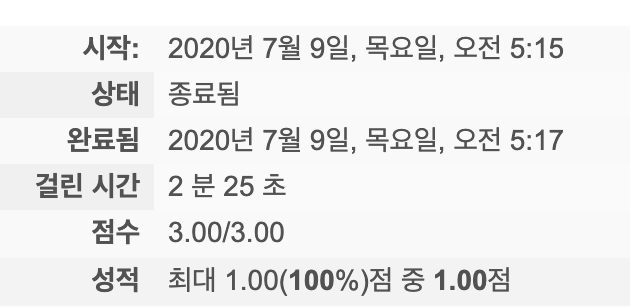 시작: 2020년 7월 9일, 목요일, 오전 5:15
상태 종료됨
완료됨 2020년 7월 9일, 목요일, 오전 5:17
걸린 시간 2 분 25 초
점수 3.00/3.00
성적 최대 1.00(100%)점 중 1.00점